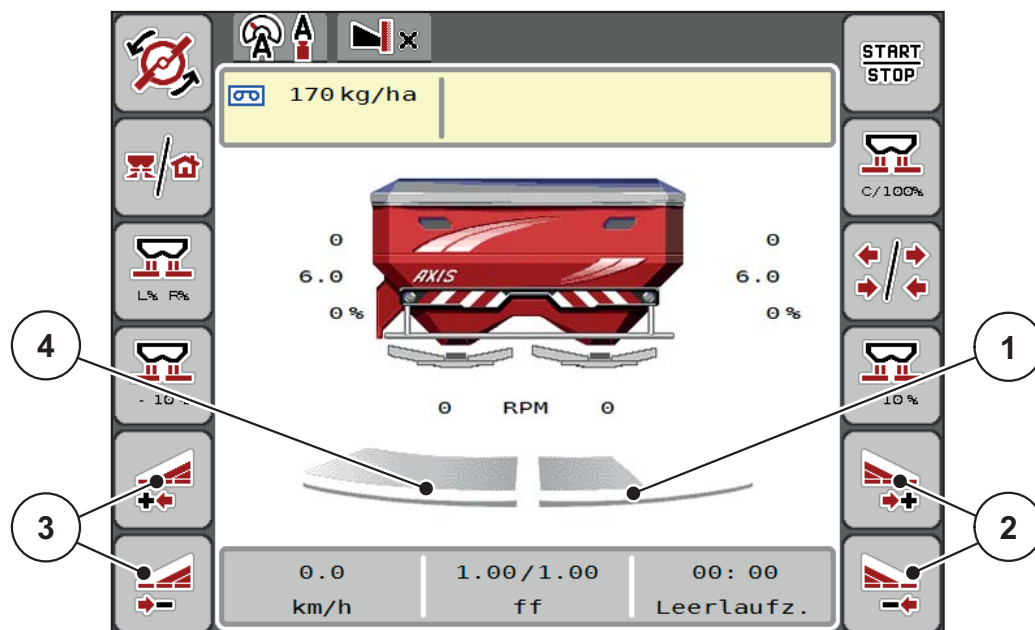 A A x
START
STOP
170 kg/ha
C/100%
0 0
6.0 AXIS 6.0
L% R%
0% 0%
4 1
- 10 %
10 %
0 RPM 0
3 2
+ +
0.0 1.00/1.00 00:00
km/h ff Leerlaufz.
- -